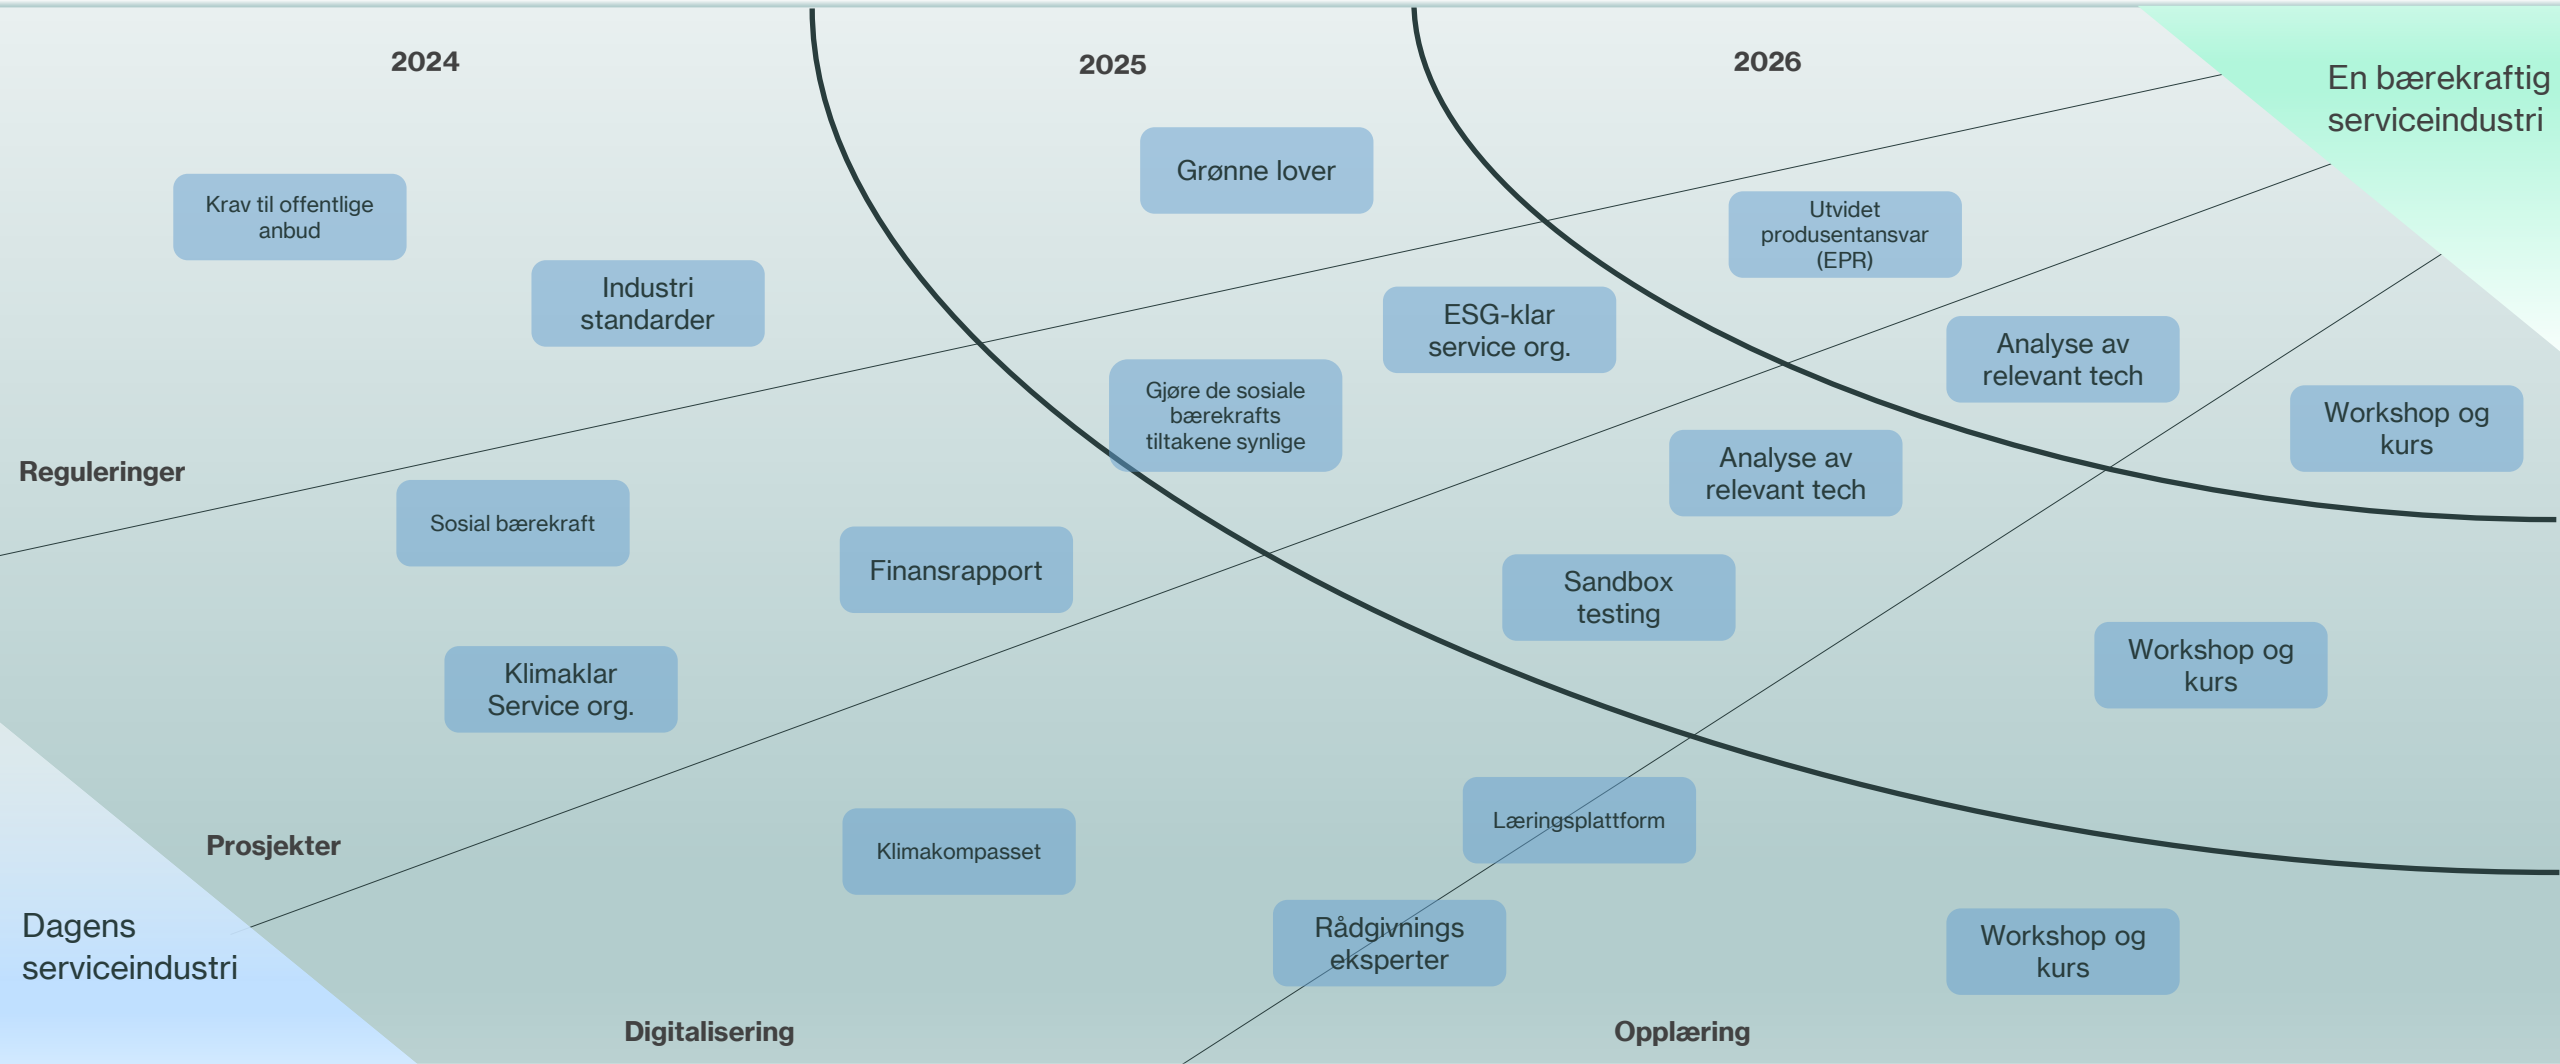 2024
2025
2026
En bærekraftig
serviceindustri
Grønne lover
Krav til offentlige
anbud
Utvidet
produsentansvar
(EPR)
Industri
standarder
ESG-klar
service org.
Analyse av
relevant tech
Gjøre de sosiale
bærekrafts
tiltakene synlige
Workshop og
kurs
Analyse av
relevant tech
Reguleringer
Sosial bærekraft
Finansrapport
Sandbox
testing
Workshop og
kurs
Klimaklar
Service org.
Læringsplattform
Prosjekter
Klimakompasset
Dagens
serviceindustri
Rådgivnings
eksperter
Workshop og
kurs
Digitalisering
Opplæring